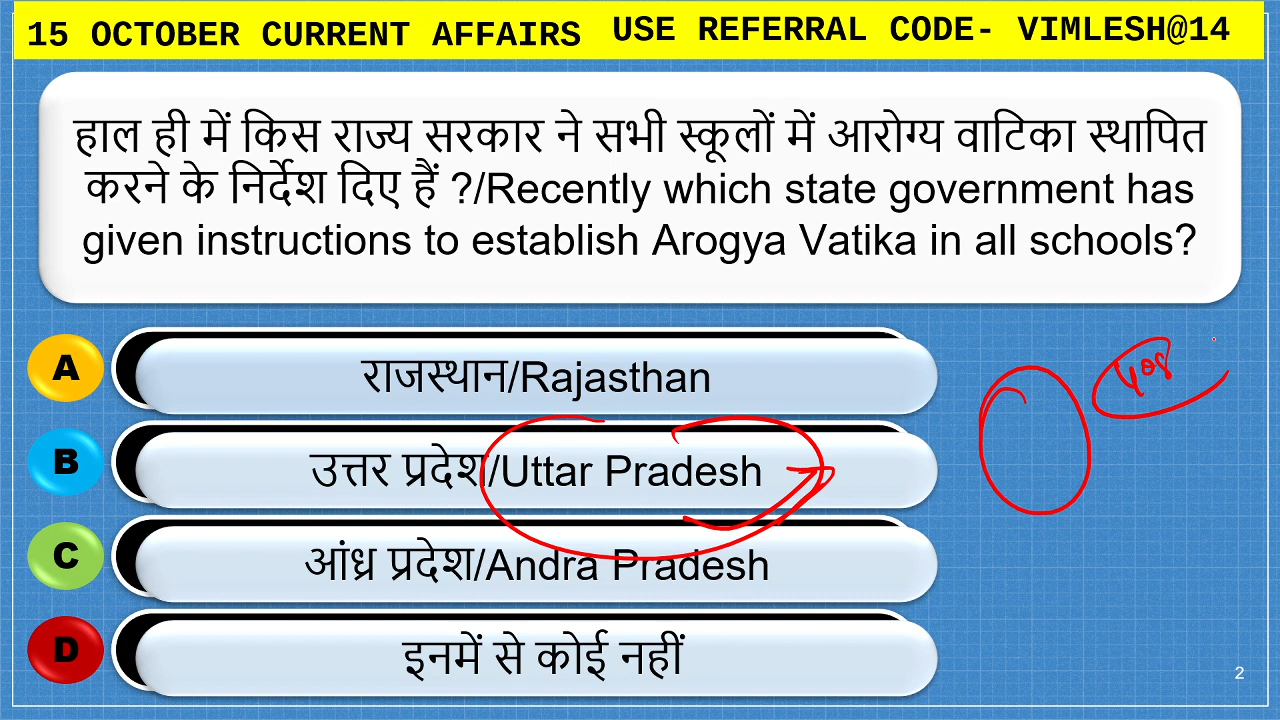 15 OCTOBER CURRENT AFFAIRS USE REFERRAL CODE- VIMLESH@14
हाल ही में किस राज्य सरकार ने सभी स्कूलों में आरोग्य वाटिका स्थापित
करने के निर्देश दिए हैं ?/Recently which state government has
given instructions to establish Arogya Vatika in all schools?
A राजस्थान/Rajasthan
B उत्तर प्रदेश/Uttar Pradesh
C आंध्र प्रदेश/Andra Pradesh
D इनमें से कोई नहीं
2